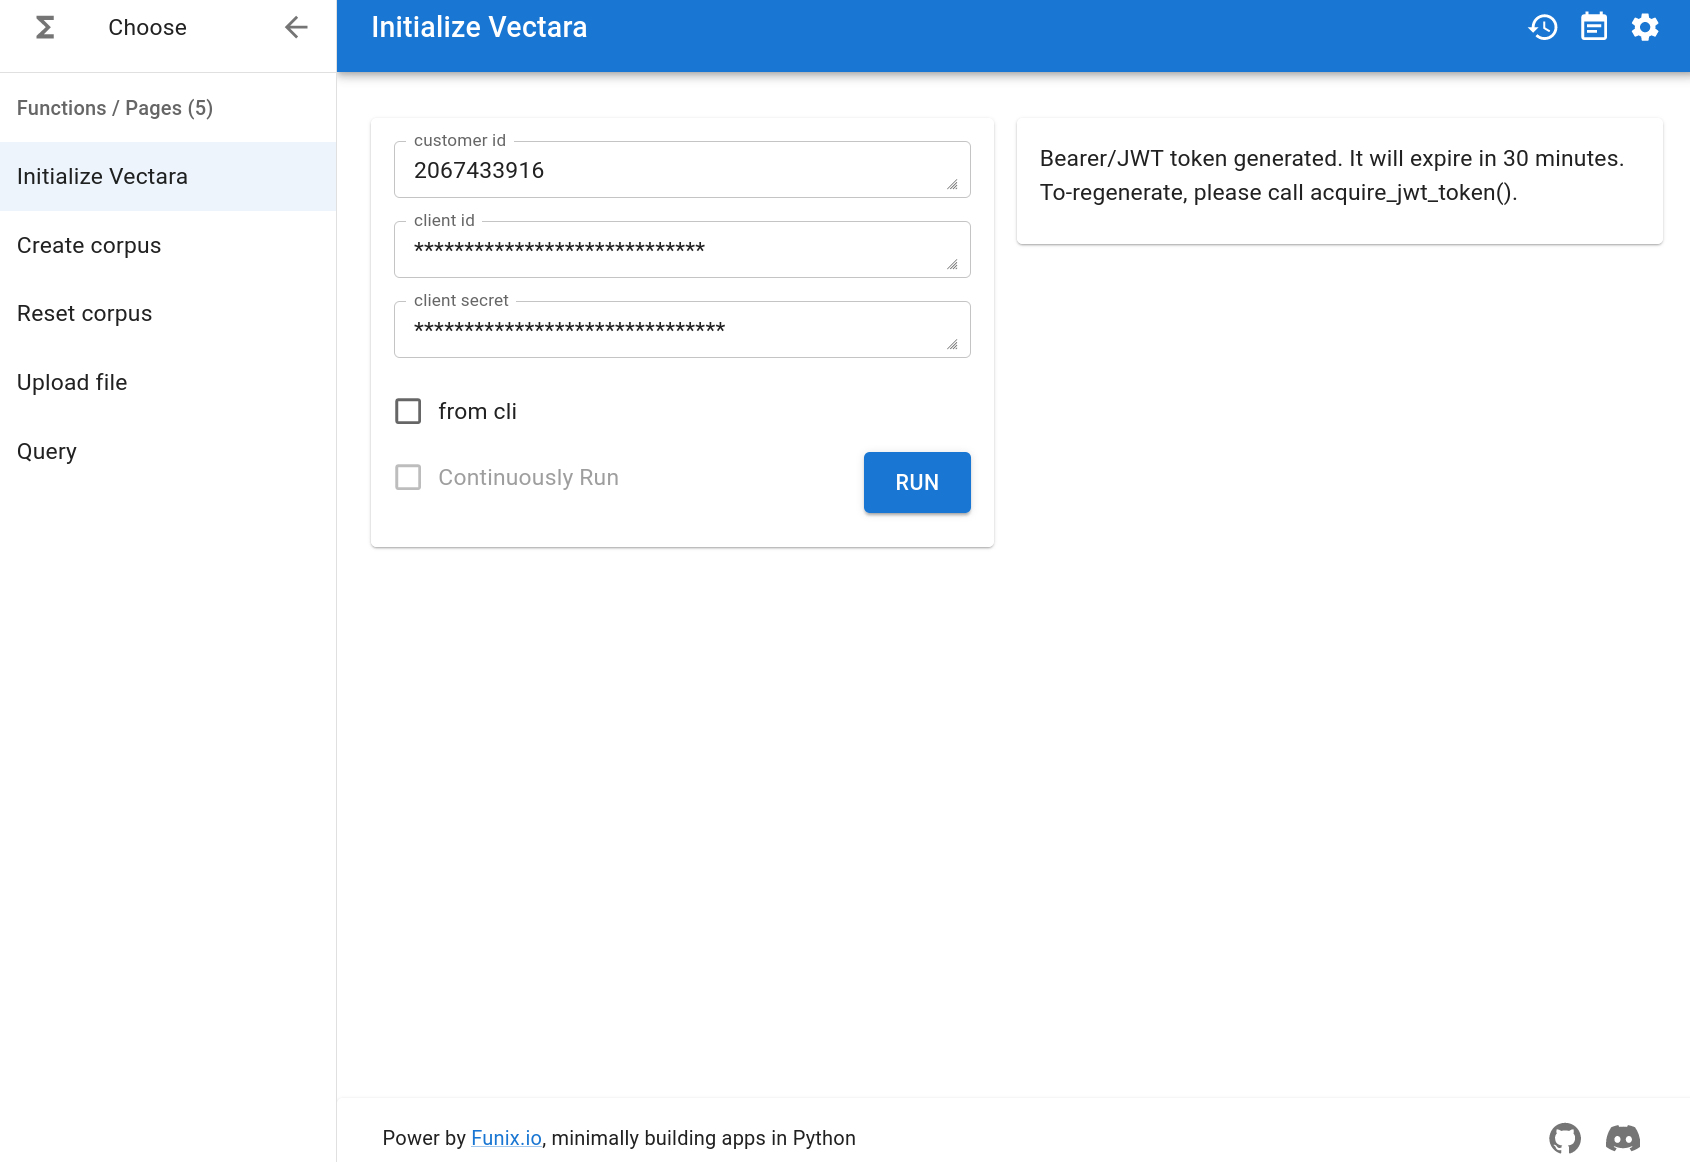 Choose
Initialize Vectara
Functions / Pages (5)
Initialize Vectara
Create corpus
Reset corpus
Upload file
Query
customer id
2067433916
client id
*****************************
client secret
*******************************
from cli
Continuously Run
RUN
Bearer/JWT token generated. It will expire in 30 minutes.
To-regenerate, please call acquire_jwt_token().
Power by Funix.io, minimally building apps in Python